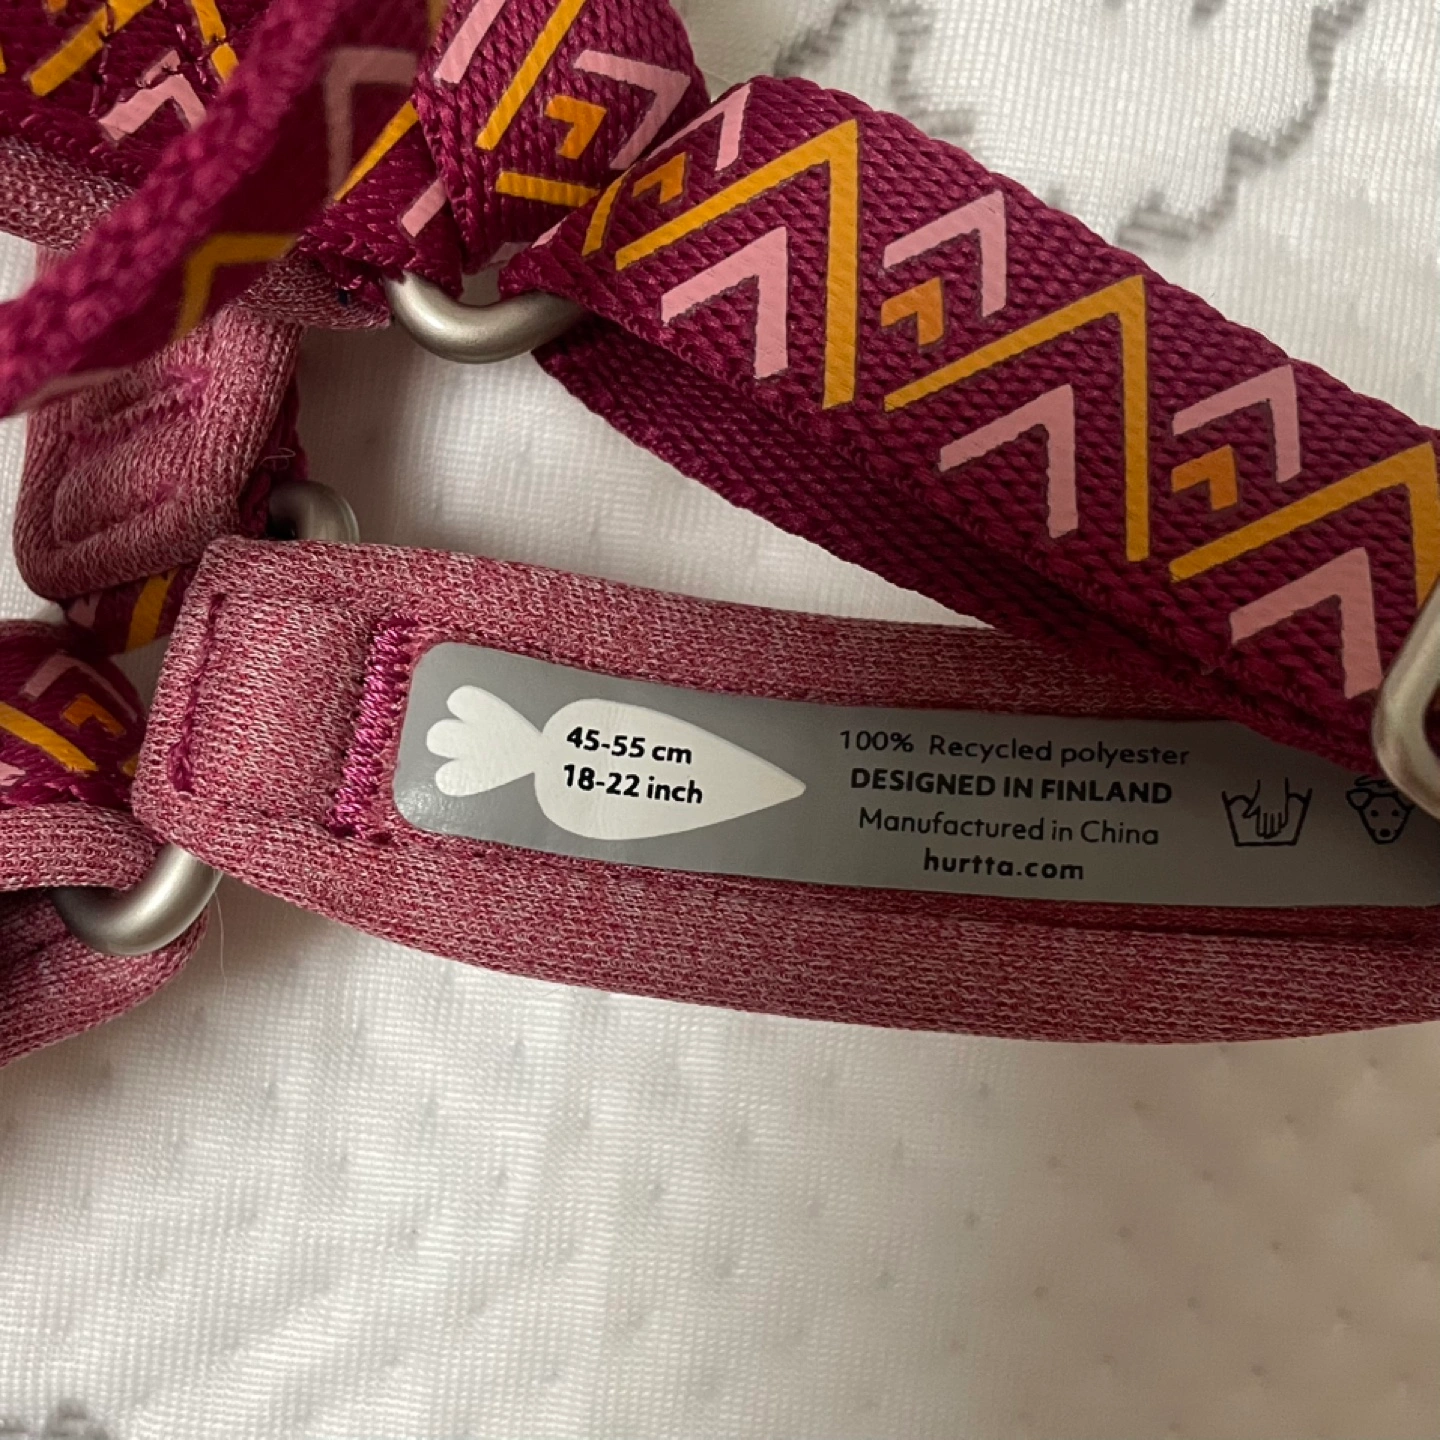 45-55 cm
18-22 inch
100% Recycled polyester
DESIGNED IN FINLAND
Manufactured in China
hurtta.com